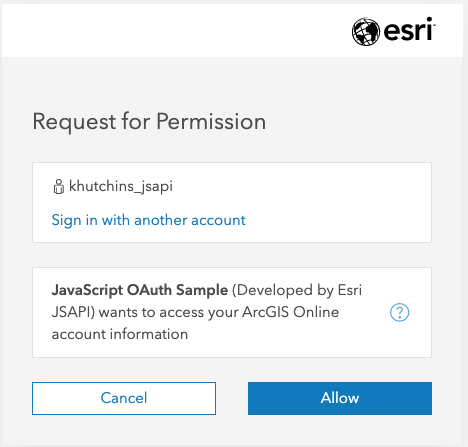 esri
Request for Permission
khutchins_jsapi
Sign in with another account
JavaScript OAuth Sample (Developed by Esri
JSAPI) wants to access your ArcGIS Online
account information
?
Cancel
Allow